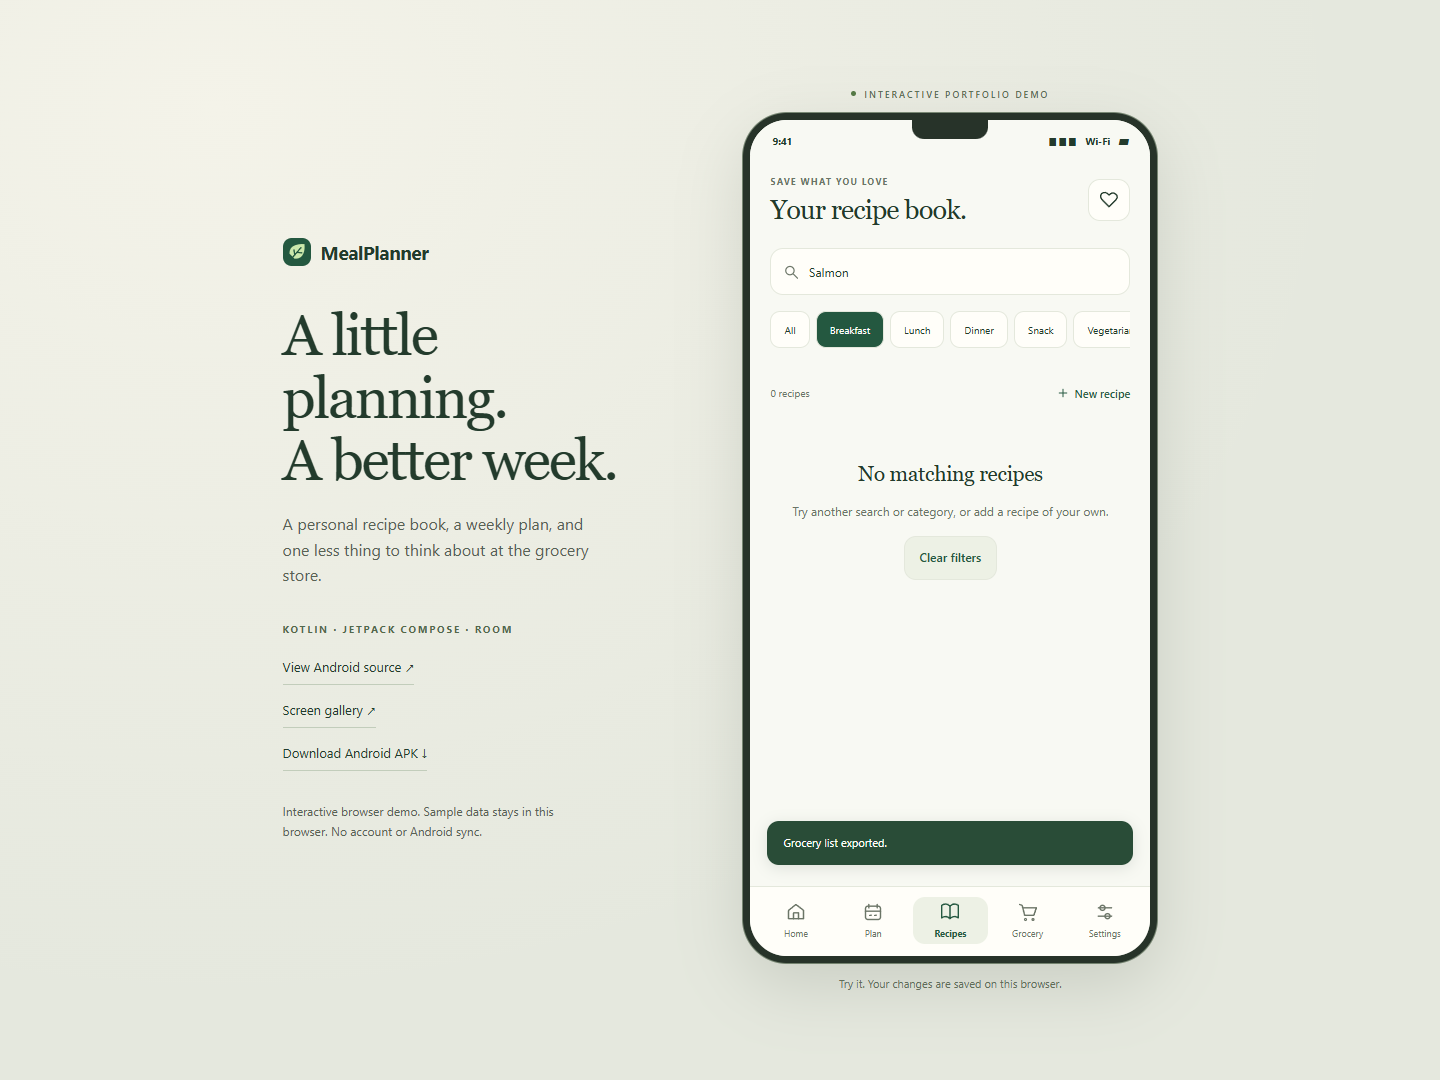 MealPlanner
A little
planning.
A better week.
A personal recipe book, a weekly plan, and
one less thing to think about at the grocery
store.
KOTLIN · JETPACK COMPOSE · ROOM
View Android source ↗
Screen gallery ↗
Download Android APK ↓
Interactive browser demo. Sample data stays in this
browser. No account or Android sync.
INTERACTIVE PORTFOLIO DEMO
9:41 Wi-Fi
SAVE WHAT YOU LOVE
Your recipe book.
Salmon
All Breakfast Lunch Dinner Snack Vegetaria
0 recipes + New recipe
No matching recipes
Try another search or category, or add a recipe of your own.
Clear filters
Grocery list exported.
Home Plan Recipes Grocery Settings
Try it. Your changes are saved on this browser.